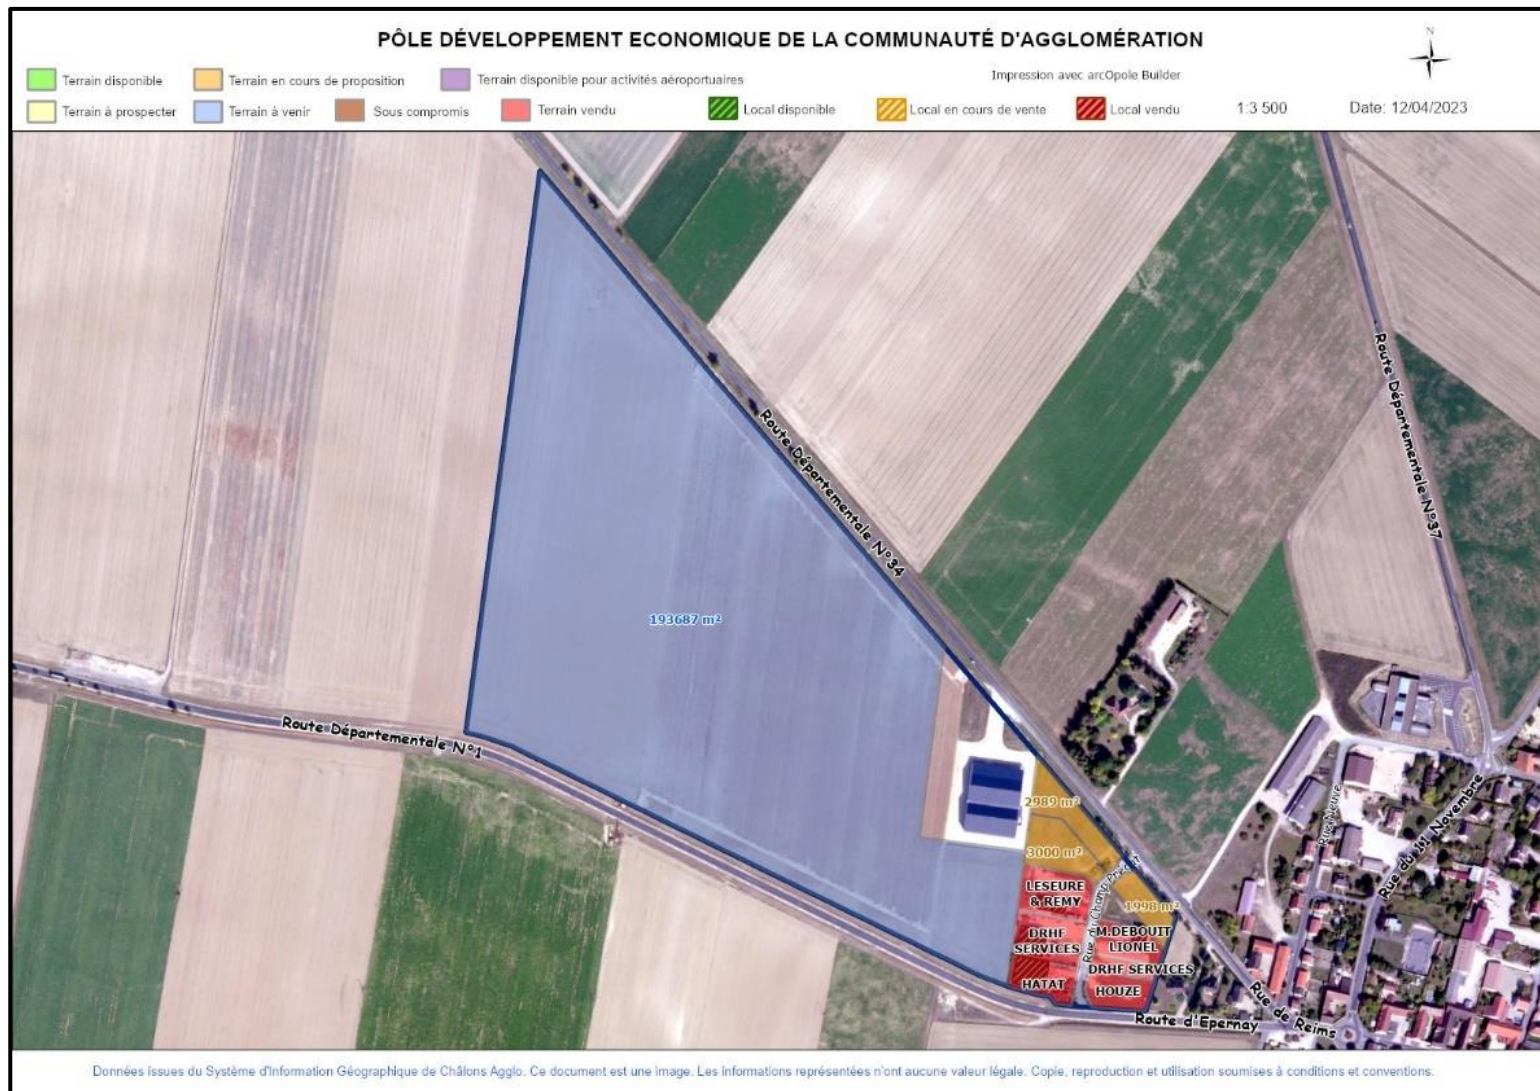 PÔLE DÉVELOPPEMENT ECONOMIQUE DE LA COMMUNAUTÉ D'AGGLOMÉRATION
N
Terrain disponible
Terrain en cours de proposition
Terrain disponible pour activités aéroportuaires
Impression avec arcOpole Builder
Terrain à prospecter
Terrain à venir
Sous compromis
Terrain vendu
Local disponible
Local en cours de vente
Local vendu
1:3 500
Date: 12/04/2023
Route Départementale N°34
Route Départementale N°37
193687 m²
Route Départementale N°1
2989 m²
3000 m²
Rue Neuve
Rue du 11 Novembre
LESEURE
& REMY
Rue du Champ
1998 m²
DRHF
SERVICES
M.DEBOUIT
LIONEL
DRHF SERVICES
HATAT
HOUZE
Route d'Epernay
Rue de Reims
Données issues du Système d'Information Géographique de Châlons Agglo. Ce document est une image. Les informations représentées n'ont aucune valeur légale. Copie, reproduction et utilisation soumises à conditions et conventions.